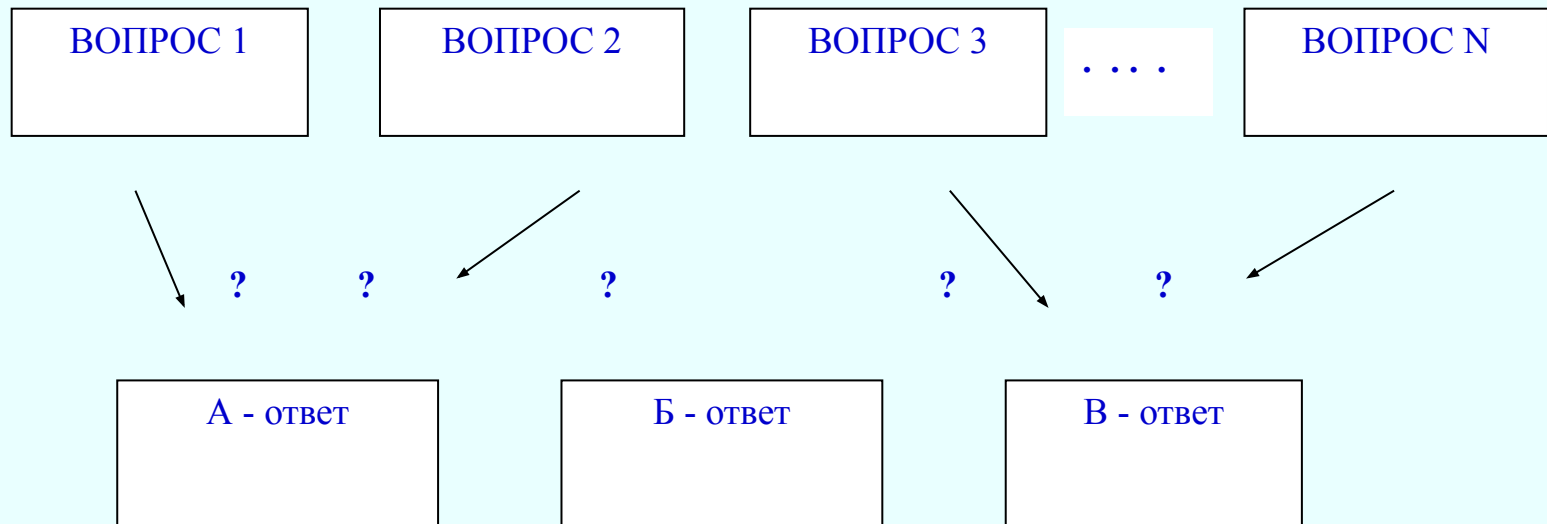 ВОПРОС 1
ВОПРОС 2
ВОПРОС 3
. . . .
ВОПРОС N
? ? ? ? ?
А - ответ
Б - ответ
В - ответ